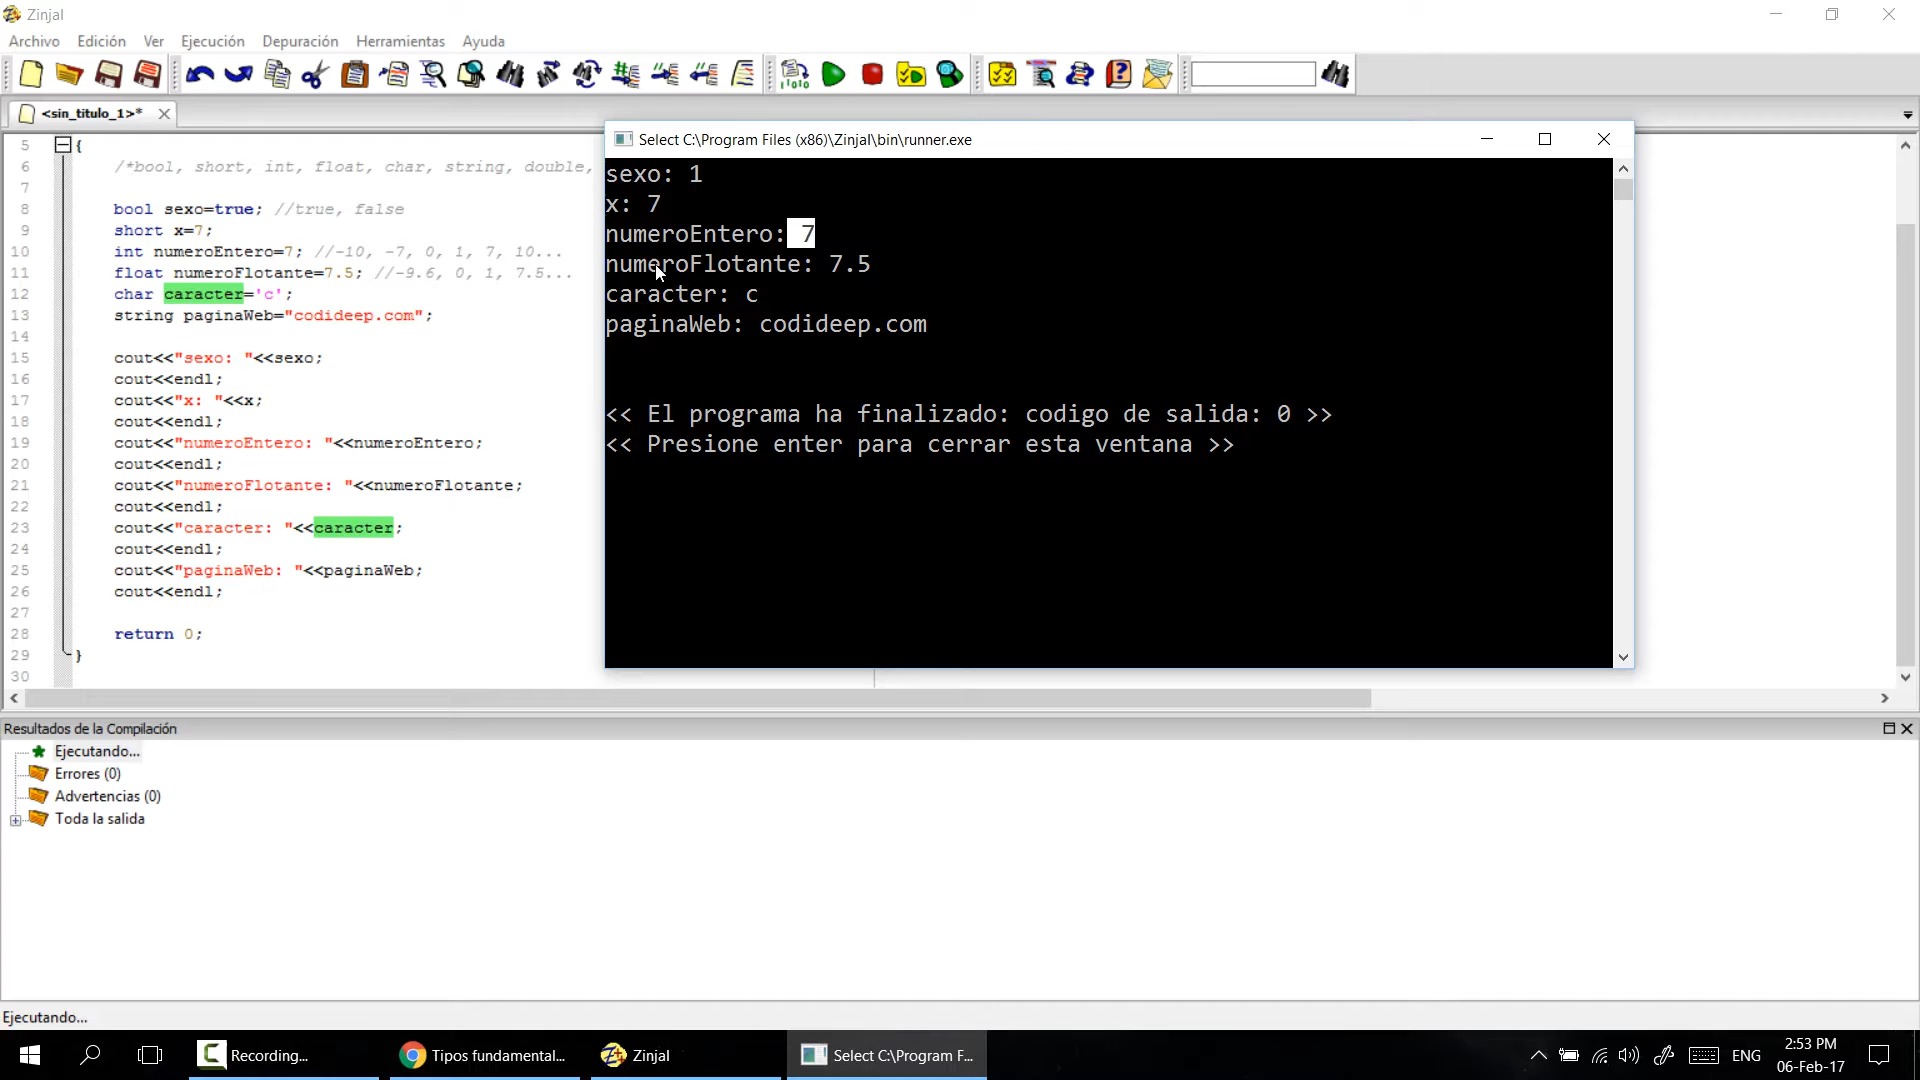 Zinjal
Archivo Edición Ver Ejecución Depuración Herramientas Ayuda
<sin_titulo_1>*
5 {
6 /*bool, short, int, float, char, string, double,
7
8 bool sexo=true; //true, false
9 short x=7;
10 int numeroEntero=7; //-10, -7, 0, 1, 7, 10...
11 float numeroFlotante=7.5; //-9.6, 0, 1, 7.5...
12 char caracter='c';
13 string paginaWeb="codideep.com";
14
15 cout<<"sexo: "<<sexo;
16 cout<<endl;
17 cout<<"x: "<<x;
18 cout<<endl;
19 cout<<"numeroEntero: "<<numeroEntero;
20 cout<<endl;
21 cout<<"numeroFlotante: "<<numeroFlotante;
22 cout<<endl;
23 cout<<"caracter: "<<caracter;
24 cout<<endl;
25 cout<<"paginaWeb: "<<paginaWeb;
26 cout<<endl;
27
28 return 0;
29 }
30
Select C:\Program Files (x86)\Zinjal\bin\runner.exe
sexo: 1
x: 7
numeroEntero: 7
numeroFlotante: 7.5
caracter: c
paginaWeb: codideep.com
<< El programa ha finalizado: codigo de salida: 0 >>
<< Presione enter para cerrar esta ventana >>
Resultados de la Compilación
Ejecutando...
Errores (0)
Advertencias (0)
Toda la salida
Ejecutando...
Recording... Tipos fundamental... Zinjal Select C:\Program F... ENG 2:53 PM
06-Feb-17